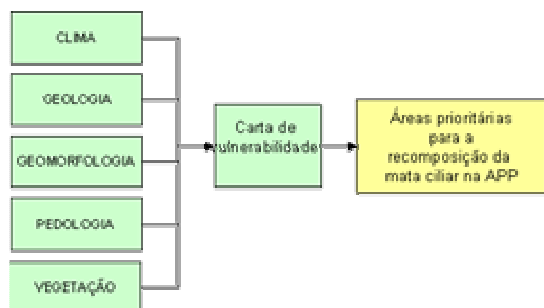 CLIMA
GEOLOGIA
GEOMORFOLOGIA
PEDOLOGIA
VEGETAÇÃO
Carta de
vulnerabilidade
Áreas prioritárias
para a
recomposição da
mata ciliar na APP